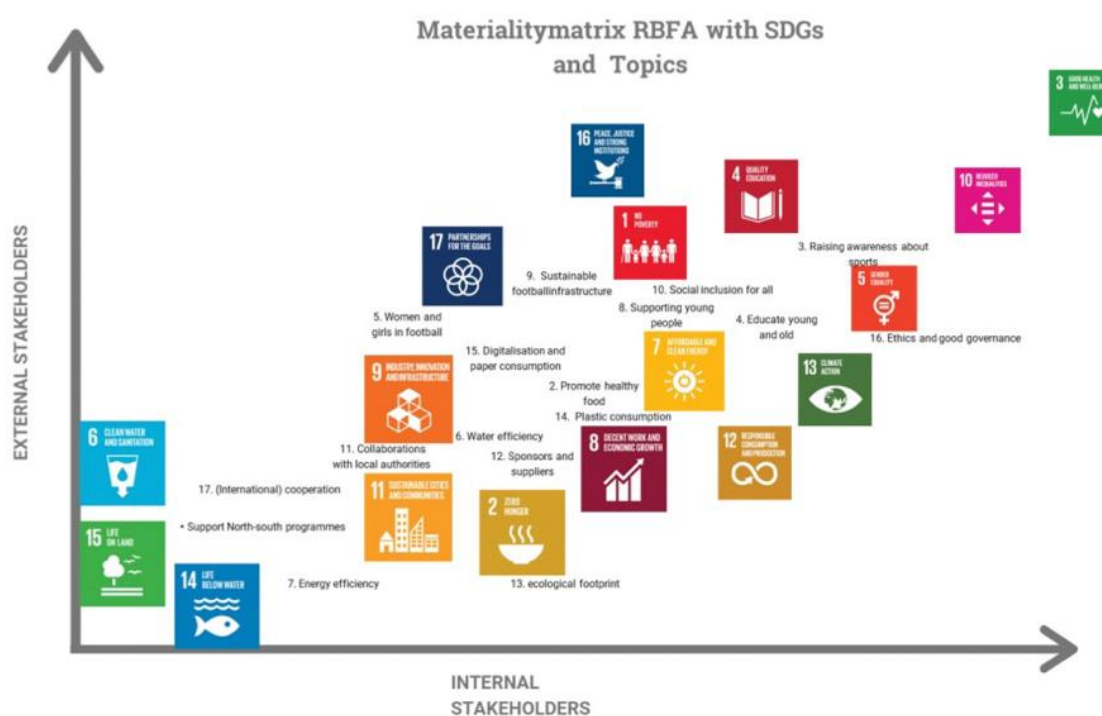 Materialitymatrix RBFA with SDGs
and Topics
EXTERNAL STAKEHOLDERS
3 GOOD HEALTH
AND WELL-BEING
16 PEACE, JUSTICE
AND STRONG
INSTITUTIONS
4 QUALITY
EDUCATION
10 REDUCED
INEQUALITIES
1 NO
POVERTY
17 PARTNERSHIPS
FOR THE GOALS
3. Raising awareness about
sports
9. Sustainable
footballinfrastructure
5 GENDER
EQUALITY
10. Social inclusion for all
8. Supporting young
people
5. Women and
girls in football
4. Educate young
and old
16. Ethics and good governance
7 AFFORDABLE AND
CLEAN ENERGY
15. Digitalisation and
paper consumption
13 CLIMATE
ACTION
9 INDUSTRY, INNOVATION
AND INFRASTRUCTURE
2. Promote healthy
food
14. Plastic consumption
6 CLEAN WATER
AND SANITATION
6. Water efficiency
8 DECENT WORK AND
ECONOMIC GROWTH
12 RESPONSIBLE
CONSUMPTION
AND PRODUCTION
11. Collaborations
with local authorities
12. Sponsors and
suppliers
17. (International) cooperation
11 SUSTAINABLE CITIES
AND COMMUNITIES
2 ZERO
HUNGER
15 LIFE
ON LAND
• Support North-south programmes
14 LIFE
BELOW WATER
7. Energy efficiency
13. ecological footprint
INTERNAL
STAKEHOLDERS